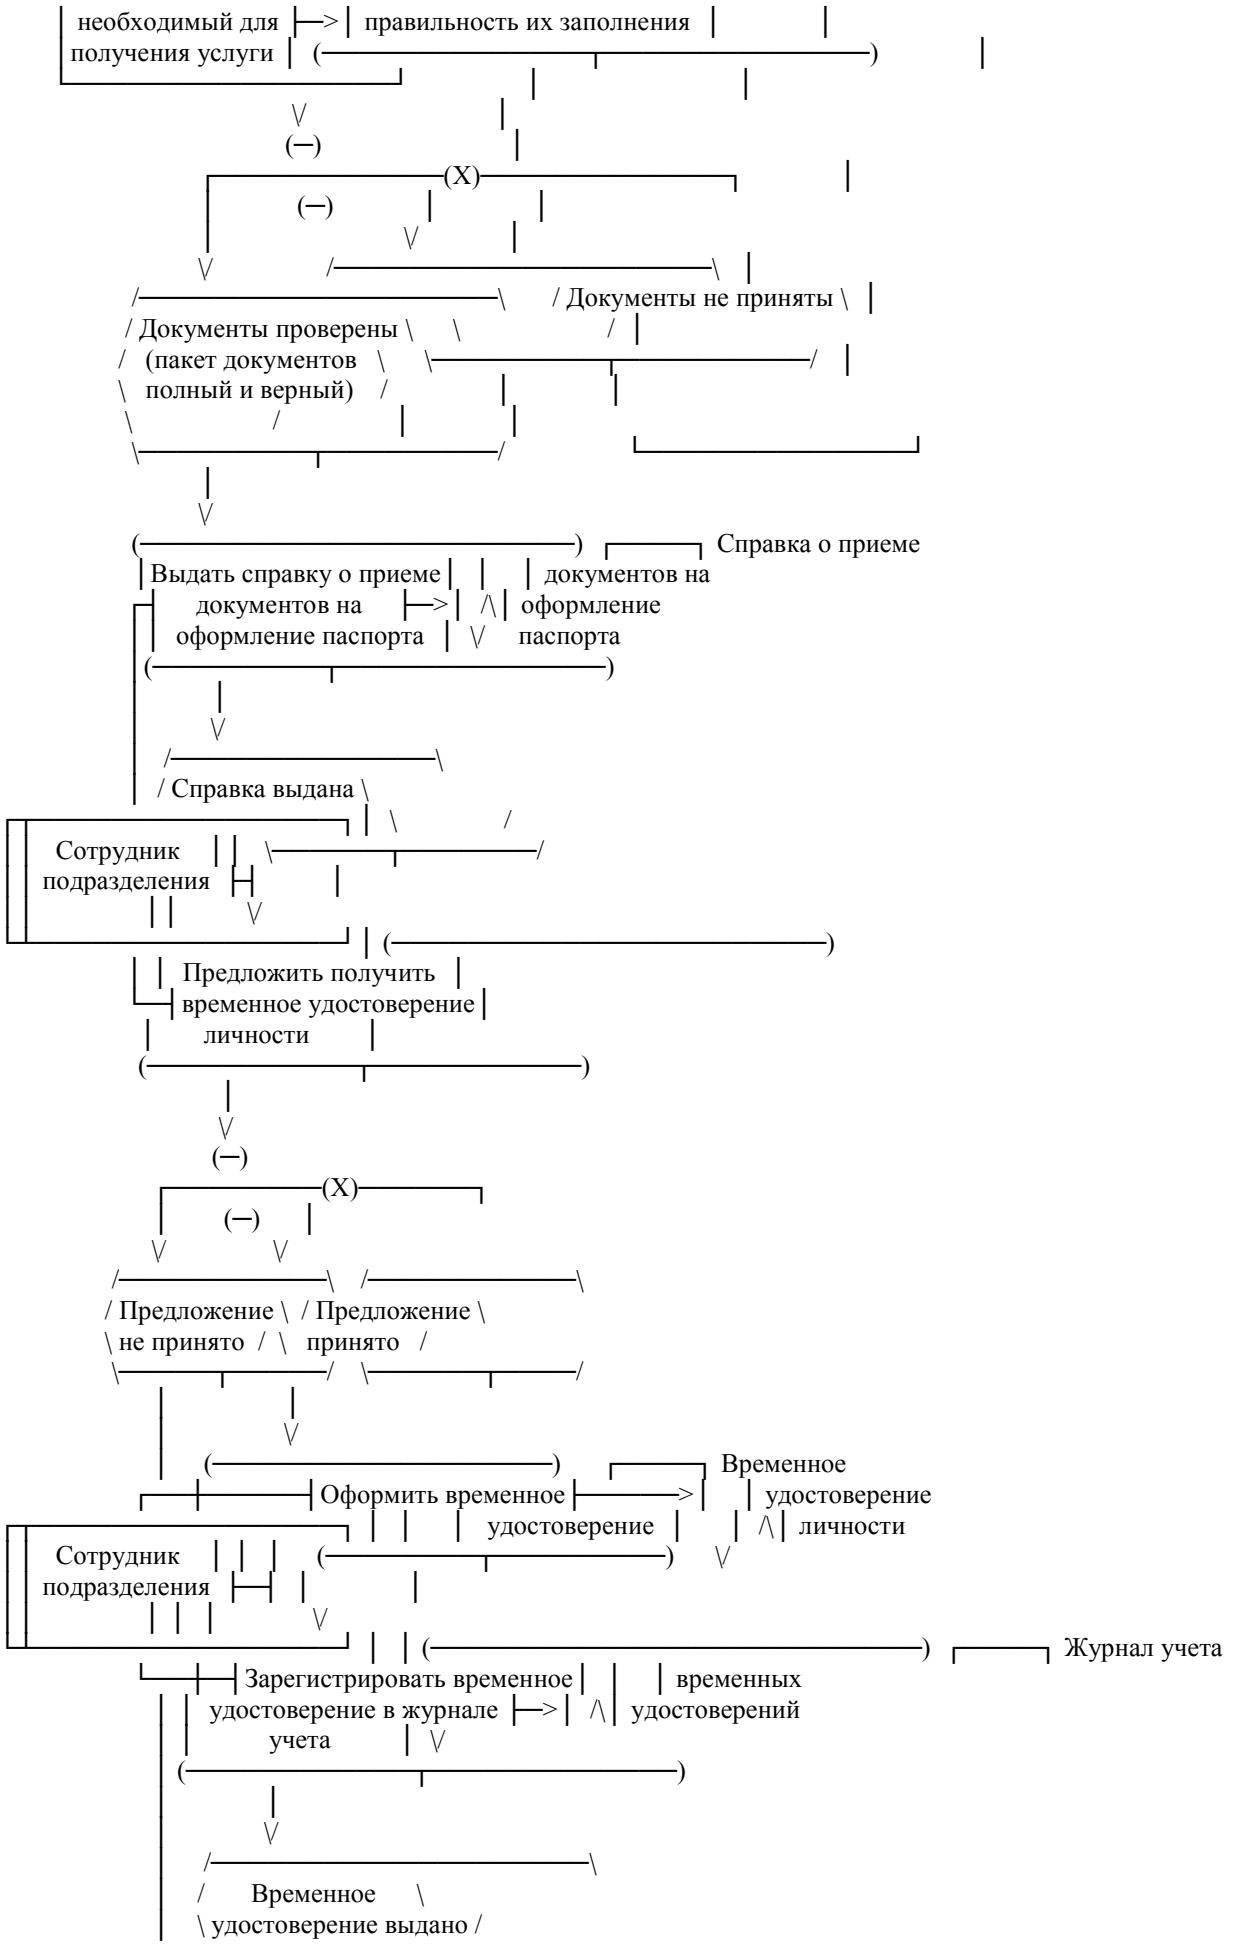 необходимый для правильность их заполнения
получения услуги
(X)
Документы не приняты
Документы проверены
(пакет документов
полный и верный)
Справка о приеме
Выдать справку о приеме документов на
документов на оформление
оформление паспорта паспорта
Справка выдана
Сотрудник
подразделения
Предложить получить
временное удостоверение
личности
(X)
Предложение Предложение
не принято принято
Временное
Оформить временное удостоверение
удостоверение личности
Сотрудник
подразделения
Журнал учета
Зарегистрировать временное временных
удостоверение в журнале удостоверений
учета
Временное
удостоверение выдано